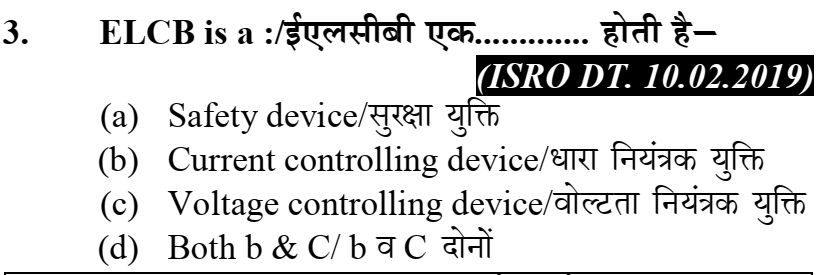 3. ELCB is a :/ईएलसीबी एक............. होती है–
(ISRO DT. 10.02.2019)
(a) Safety device/सुरक्षा युक्ति
(b) Current controlling device/धारा नियंत्रक युक्ति
(c) Voltage controlling device/वोल्टता नियंत्रक युक्ति
(d) Both b & C/ b व C दोनों